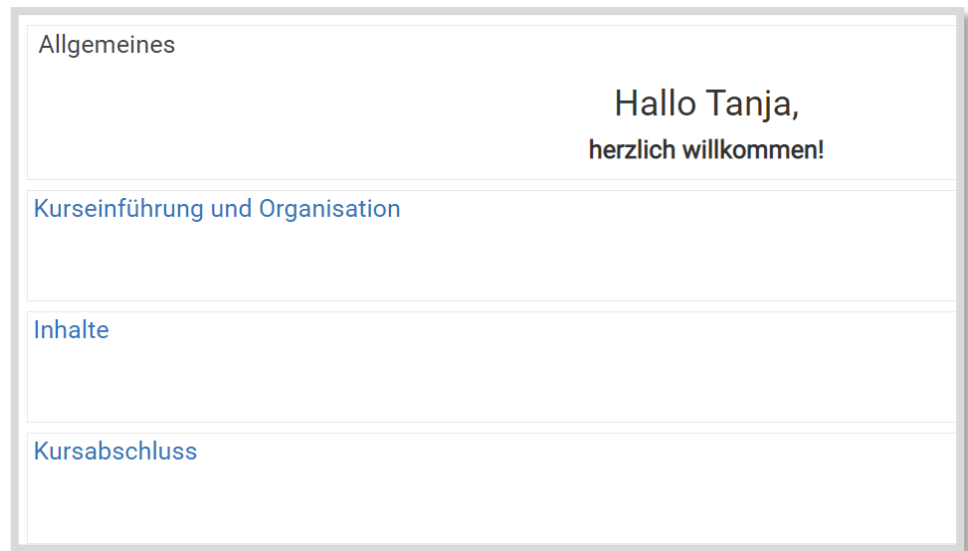 Allgemeines
Hallo Tanja,
herzlich willkommen!
Kurseinführung und Organisation
Inhalte
Kursabschluss